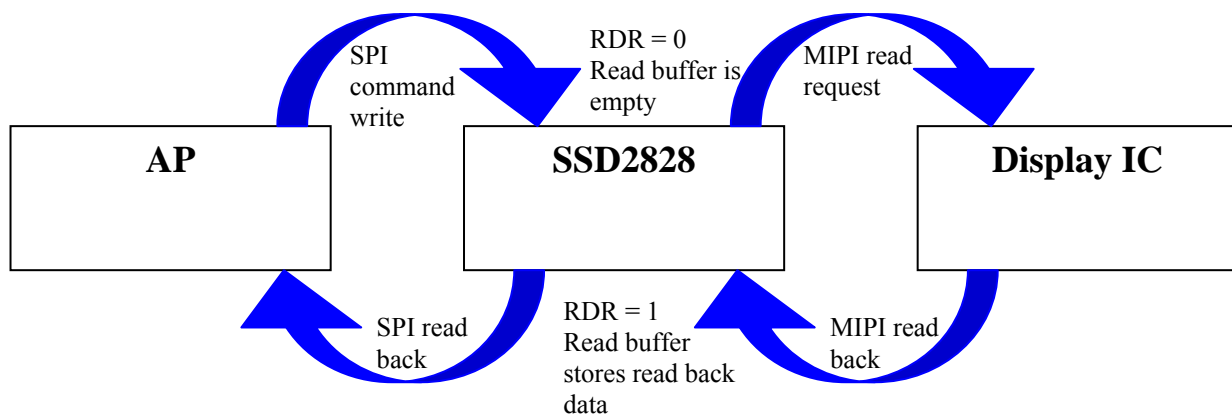 SPI
command
write
RDR = 0
Read buffer is
empty
MIPI read
request
AP
SSD2828
Display IC
SPI read
back
RDR = 1
Read buffer
stores read back
data
MIPI read
back